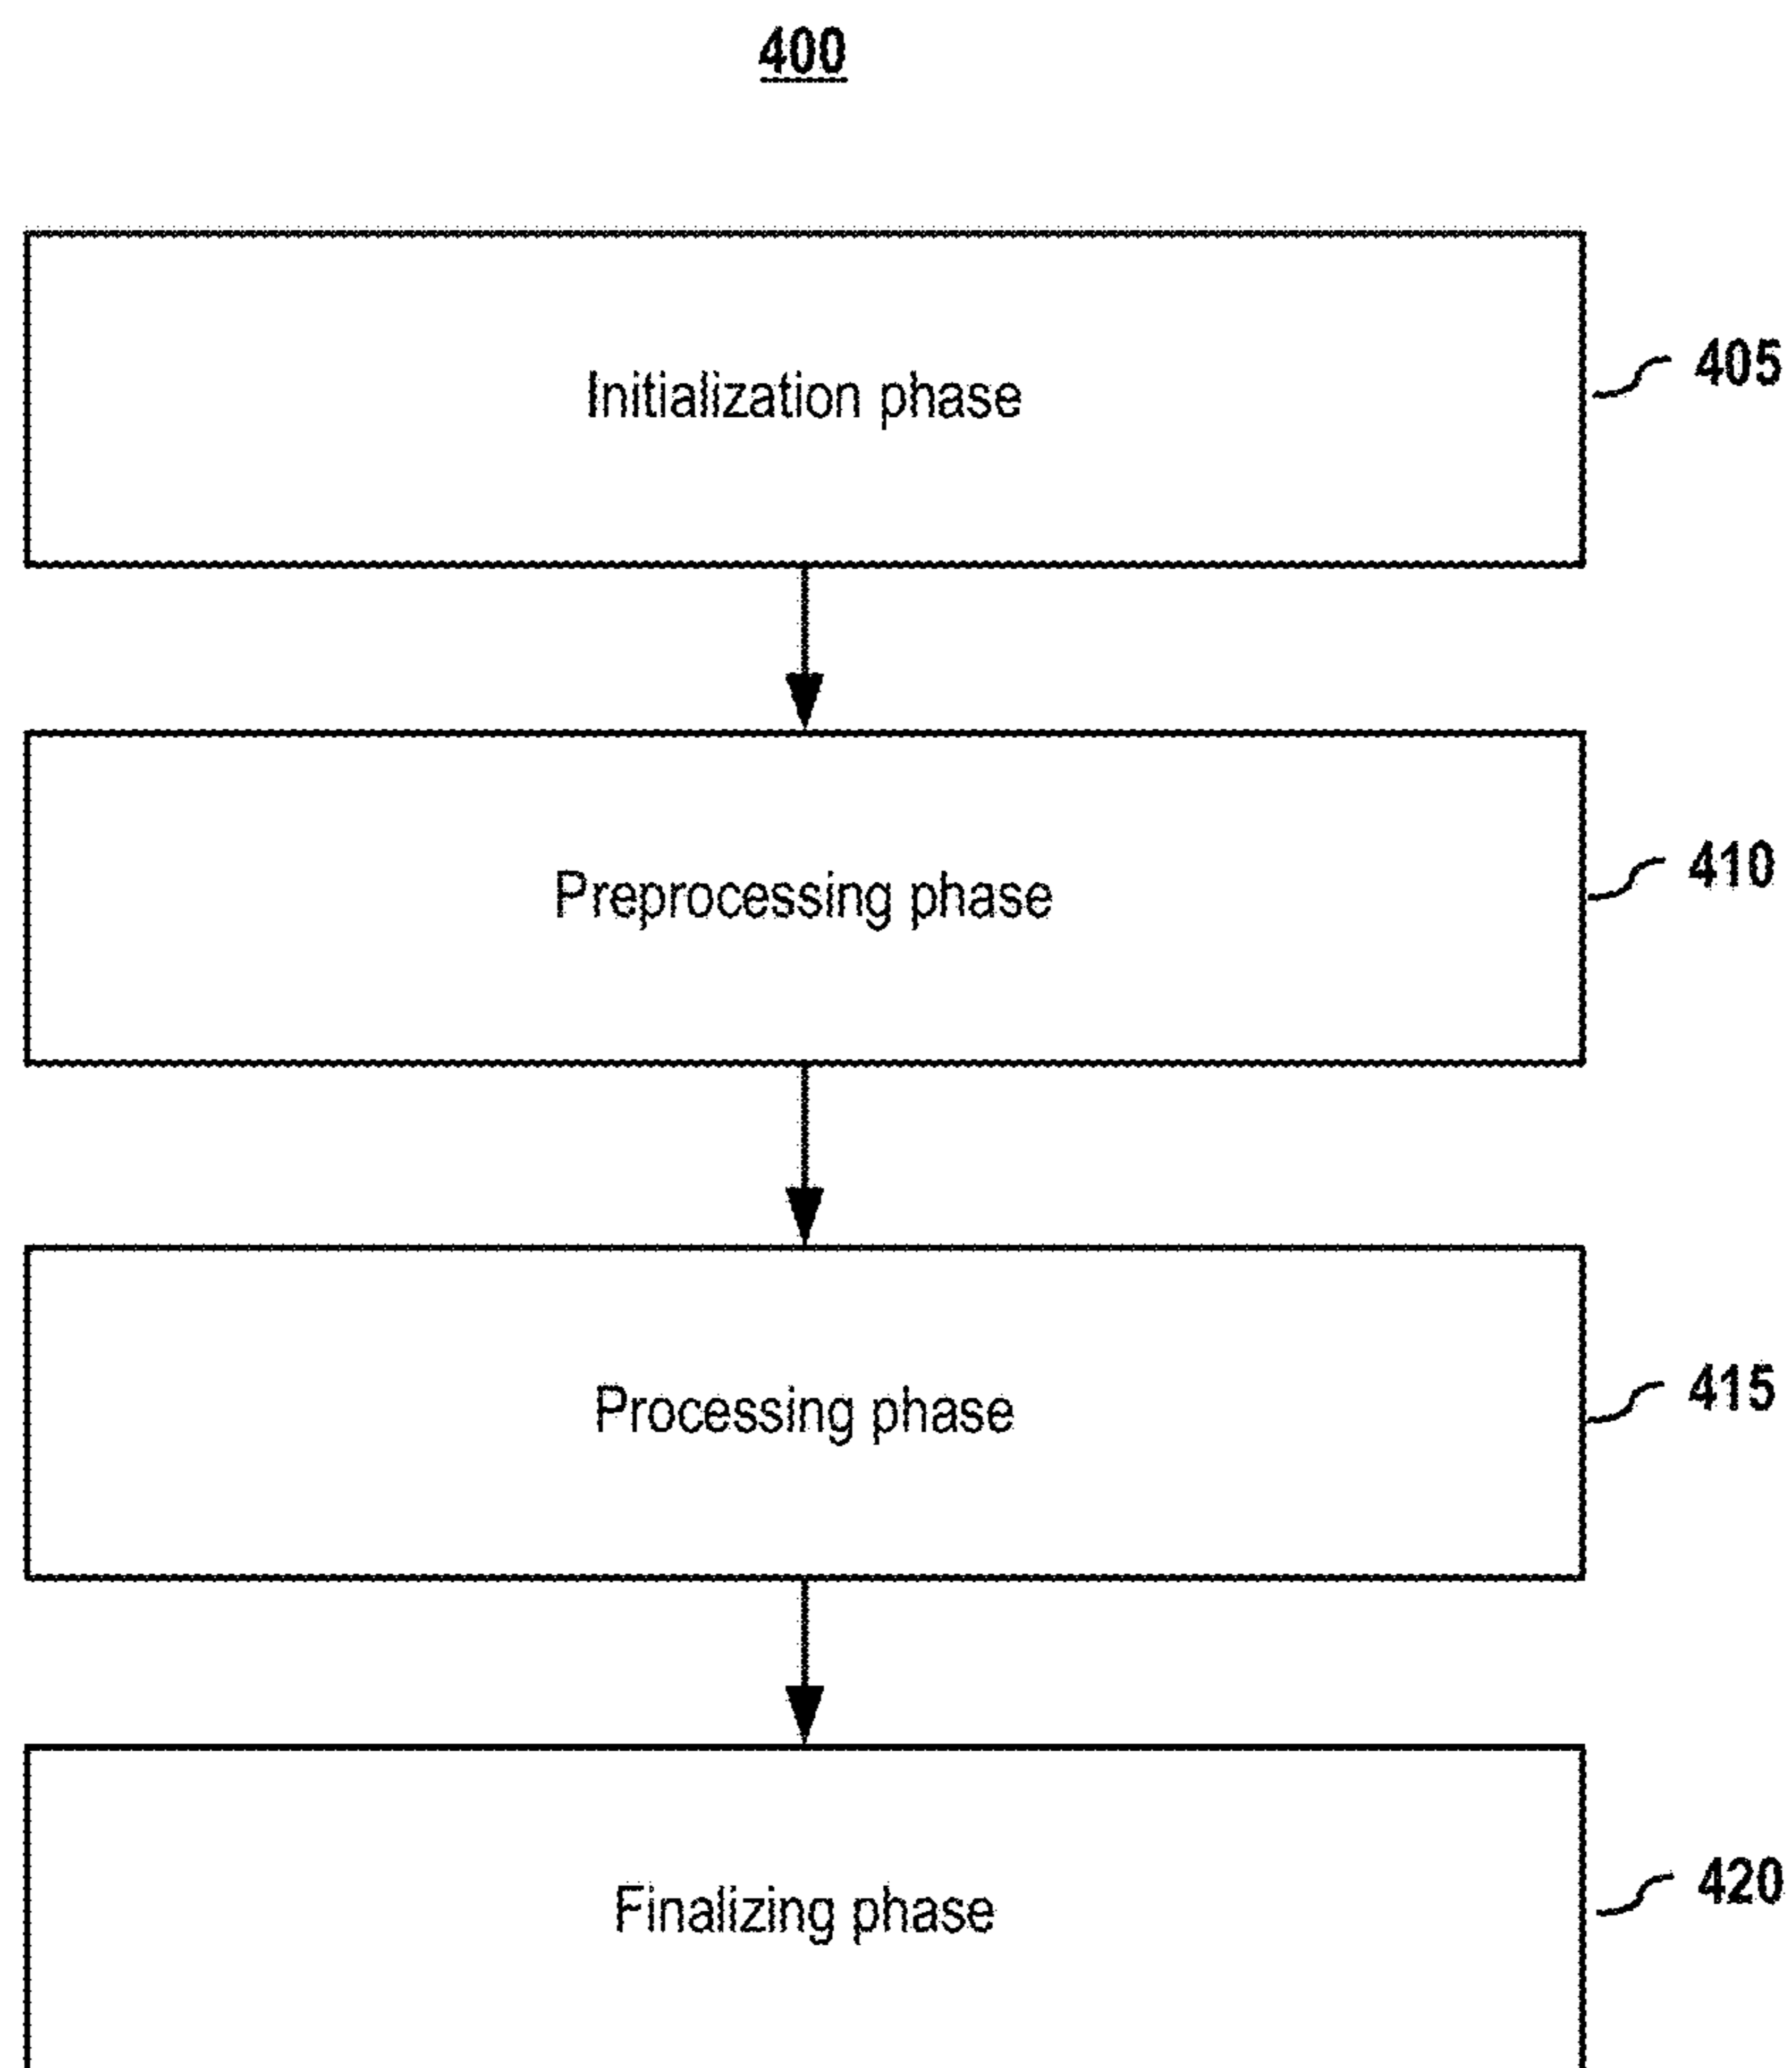 400
Initialization phase
405
Preprocessing phase
410
Processing phase
415
Finalizing phase
420